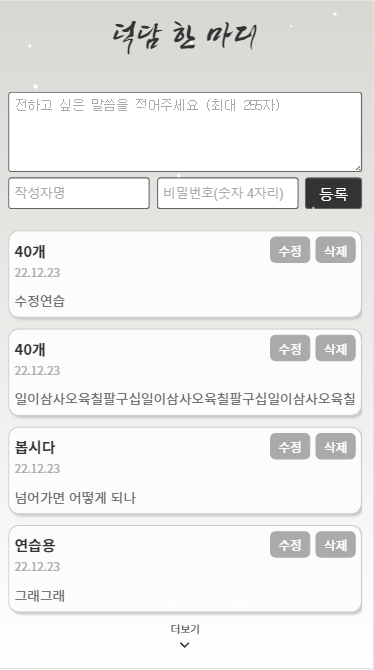 덕담 한 마디
전하고 싶은 말씀을 적어주세요 (최대 255자)
작성자명 비밀번호(숫자 4자리) 등록
40개 수정 삭제
22.12.23
수정연습
40개 수정 삭제
22.12.23
일이삼사오육칠팔구십일이삼사오육칠팔구십일이삼사오육칠
봅시다 수정 삭제
22.12.23
넘어가면 어떻게 되나
연습용 수정 삭제
22.12.23
그래그래
더보기